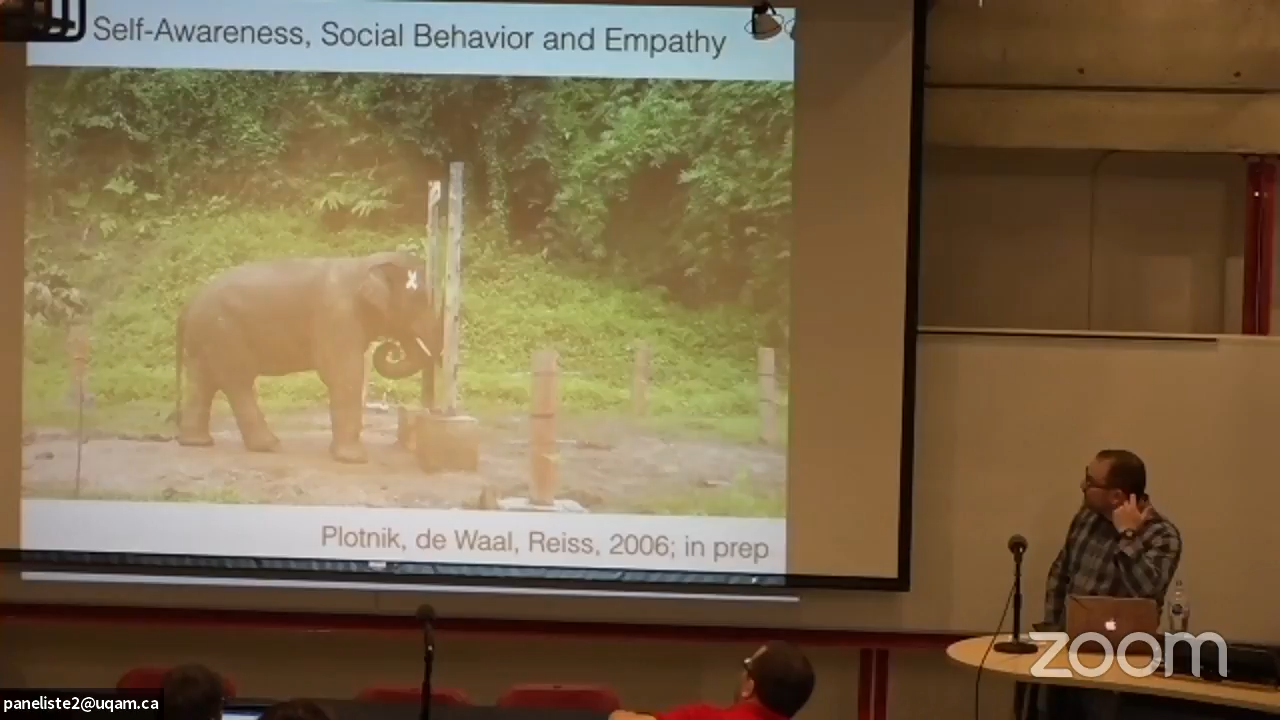 Self-Awareness, Social Behavior and Empathy
Plotnik, de Waal, Reiss, 2006; in prep
zoom
paneliste2@uqam.ca